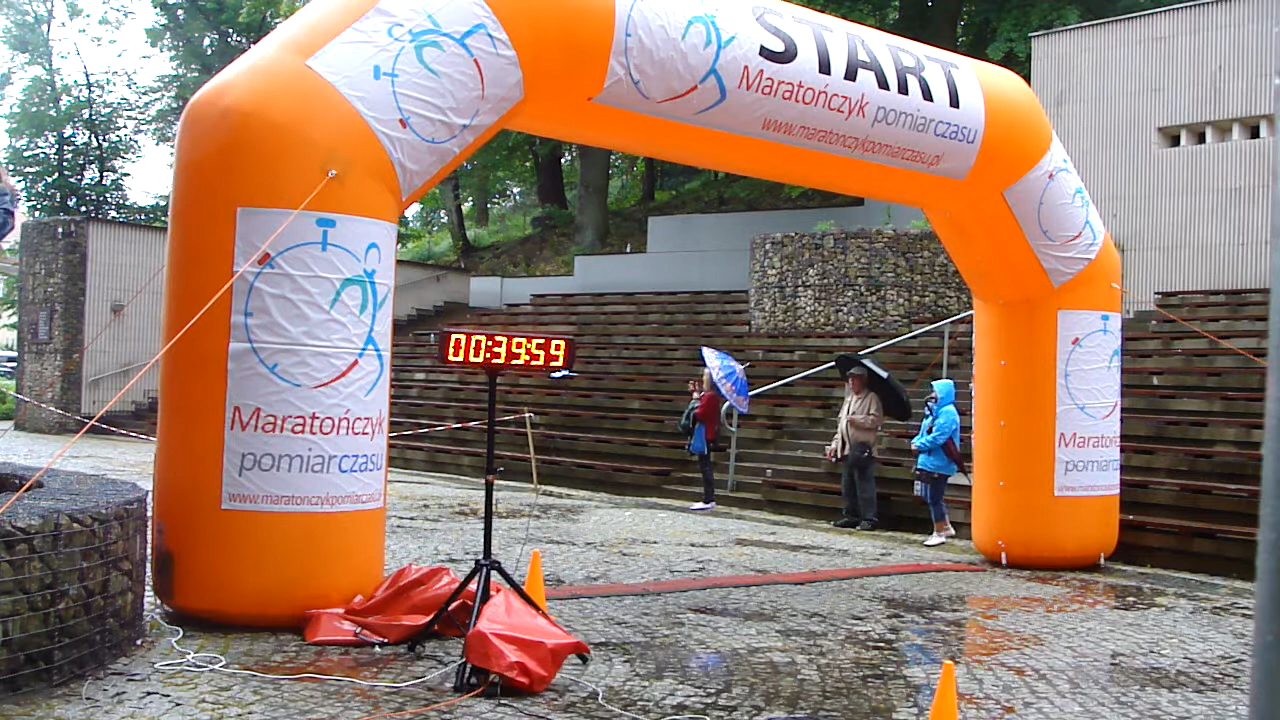 START
Maratończyk pomiarczasu
www.maratonczykpomiarczasu.pl
00:39:59
Maratończyk
pomiarczasu
www.maratonczykpomiarczasu.pl
Maratończyk
pomiarczasu